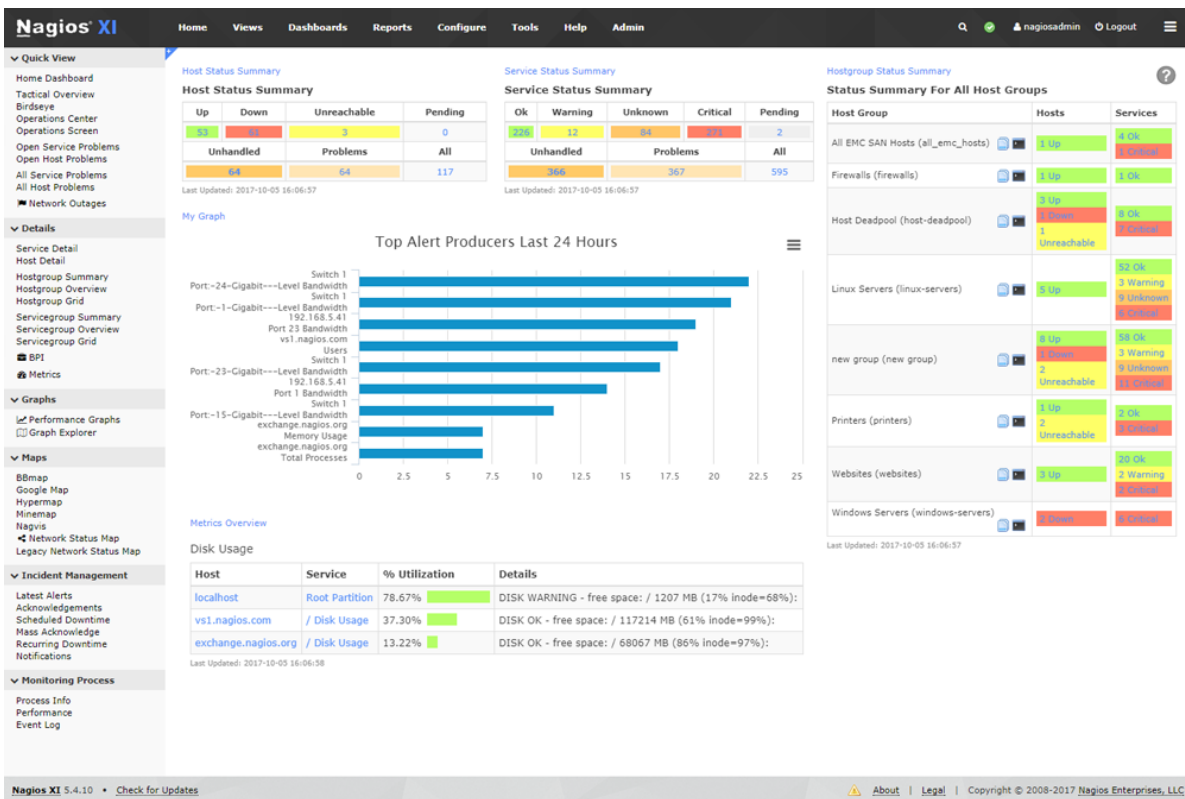 Nagios XI
Home Views Dashboards Reports Configure Tools Help Admin
nagiosadmin Logout
Quick View
Home Dashboard
Tactical Overview
Birdseye
Operations Center
Operations Screen
Open Service Problems
Open Host Problems
All Service Problems
All Host Problems
Network Outages
Details
Service Detail
Host Detail
Hostgroup Summary
Hostgroup Overview
Hostgroup Grid
Servicegroup Summary
Servicegroup Overview
Servicegroup Grid
BPI
Metrics
Graphs
Performance Graphs
Graph Explorer
Maps
BBmap
Google Map
Hypermap
Minemap
Nagvis
Network Status Map
Legacy Network Status Map
Incident Management
Latest Alerts
Acknowledgements
Scheduled Downtime
Mass Acknowledge
Recurring Downtime
Notifications
Monitoring Process
Process Info
Performance
Event Log
Host Status Summary
Host Status Summary
Up Down Unreachable Pending
53 61 3 0
Unhandled Problems All
64 64 117
Last Updated: 2017-10-05 16:06:57
Service Status Summary
Service Status Summary
Ok Warning Unknown Critical Pending
226 12 84 271 2
Unhandled Problems All
366 367 595
Last Updated: 2017-10-05 16:06:57
My Graph
Top Alert Producers Last 24 Hours
Switch 1
Port:-24-Gigabit---Level Bandwidth
Switch 1
Port:-1-Gigabit---Level Bandwidth
192.168.5.41
Port 23 Bandwidth
vs1.nagios.com
Users
Switch 1
Port:-23-Gigabit---Level Bandwidth
192.168.5.41
Port 1 Bandwidth
Switch 1
Port:-15-Gigabit---Level Bandwidth
exchange.nagios.org
Memory Usage
exchange.nagios.org
Total Processes
0 2.5 5 7.5 10 12.5 15 17.5 20 22.5 25
Metrics Overview
Disk Usage
Host Service % Utilization Details
localhost Root Partition 78.67% DISK WARNING - free space: / 1207 MB (17% inode=68%):
vs1.nagios.com / Disk Usage 37.30% DISK OK - free space: / 117214 MB (61% inode=99%):
exchange.nagios.org / Disk Usage 13.22% DISK OK - free space: / 68067 MB (86% inode=97%):
Last Updated: 2017-10-05 16:06:58
Hostgroup Status Summary
?
Status Summary For All Host Groups
Host Group Hosts Services
All EMC SAN Hosts (all_emc_hosts) 1 Up 4 Ok
Critical
Firewalls (firewalls) 1 Up 1 Ok
Host Deadpool (host-deadpool) 3 Up 8 Ok
1 Down 7 Critical
1
Unreachable
Linux Servers (linux-servers) 5 Up 52 Ok
3 Warning
9 Unknown
6 Critical
new group (new group) 8 Up 58 Ok
1 Down 3 Warning
2 9 Unknown
Unreachable 11 Critical
Printers (printers) 1 Up 2 Ok
2 3 Critical
Unreachable
Websites (websites) 3 Up 20 Ok
2 Warning
2 Critical
Windows Servers (windows-servers) 2 Down 6 Critical
Last Updated: 2017-10-05 16:06:57
Nagios XI 5.4.10 • Check for Updates
About | Legal | Copyright © 2008-2017 Nagios Enterprises, LLC